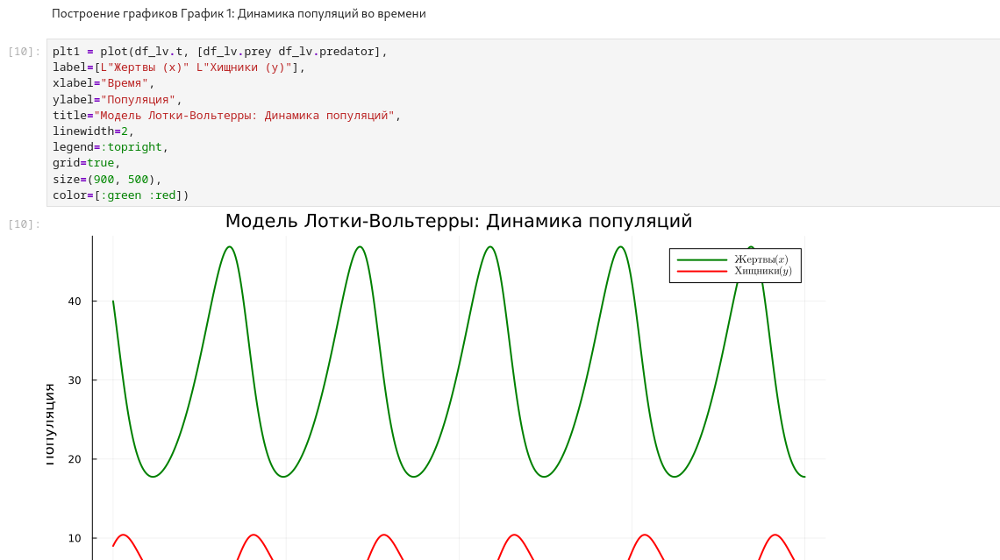 Построение графиков График 1: Динамика популяций во времени
[10]: plt1 = plot(df_lv.t, [df_lv.prey df_lv.predator],
label=[L"Жертвы (x)" L"Хищники (y)"],
xlabel="Время",
ylabel="Популяция",
title="Модель Лотки-Вольтерры: Динамика популяций",
linewidth=2,
legend=:topright,
grid=true,
size=(900, 500),
color=[:green :red])
[10]:
Модель Лотки-Вольтерры: Динамика популяций
Жертвы(x)
Хищники(y)
40
30
Популяция
20
10